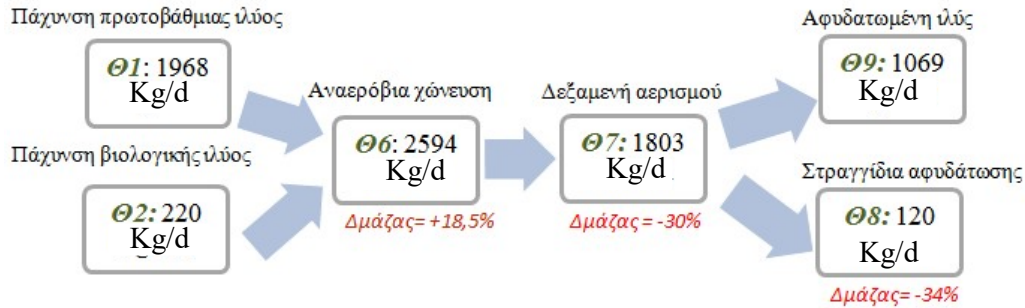 Πάχυνση πρωτοβάθμιας ιλύος
Θ1: 1968
Kg/d
Πάχυνση βιολογικής ιλύος
Θ2: 220
Kg/d
Αναερόβια χώνευση
Θ6: 2594
Kg/d
Δμάζας= +18,5%
Δεξαμενή αερισμού
Θ7: 1803
Kg/d
Δμάζας= -30%
Αφυδατωμένη ιλύς
Θ9: 1069
Kg/d
Στραγγίδια αφυδάτωσης
Θ8: 120
Kg/d
Δμάζας= -34%